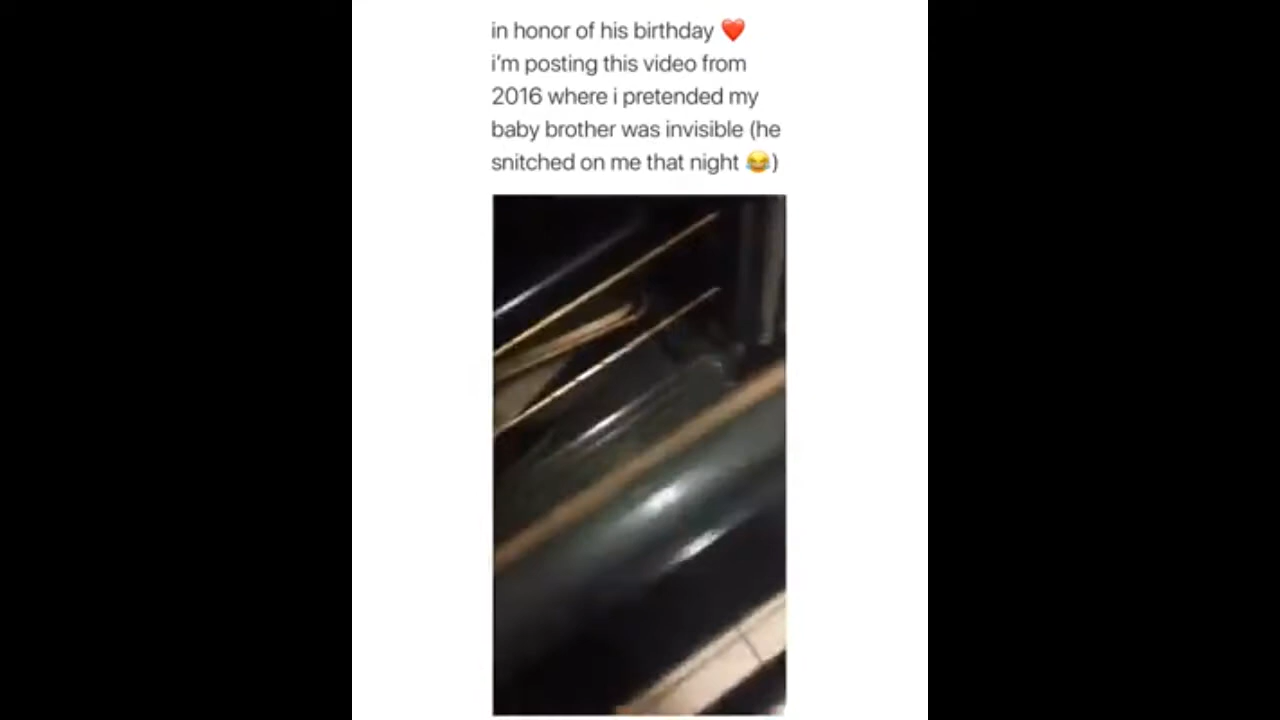 in honor of his birthday ❤️
i'm posting this video from
2016 where i pretended my
baby brother was invisible (he
snitched on me that night 😂)